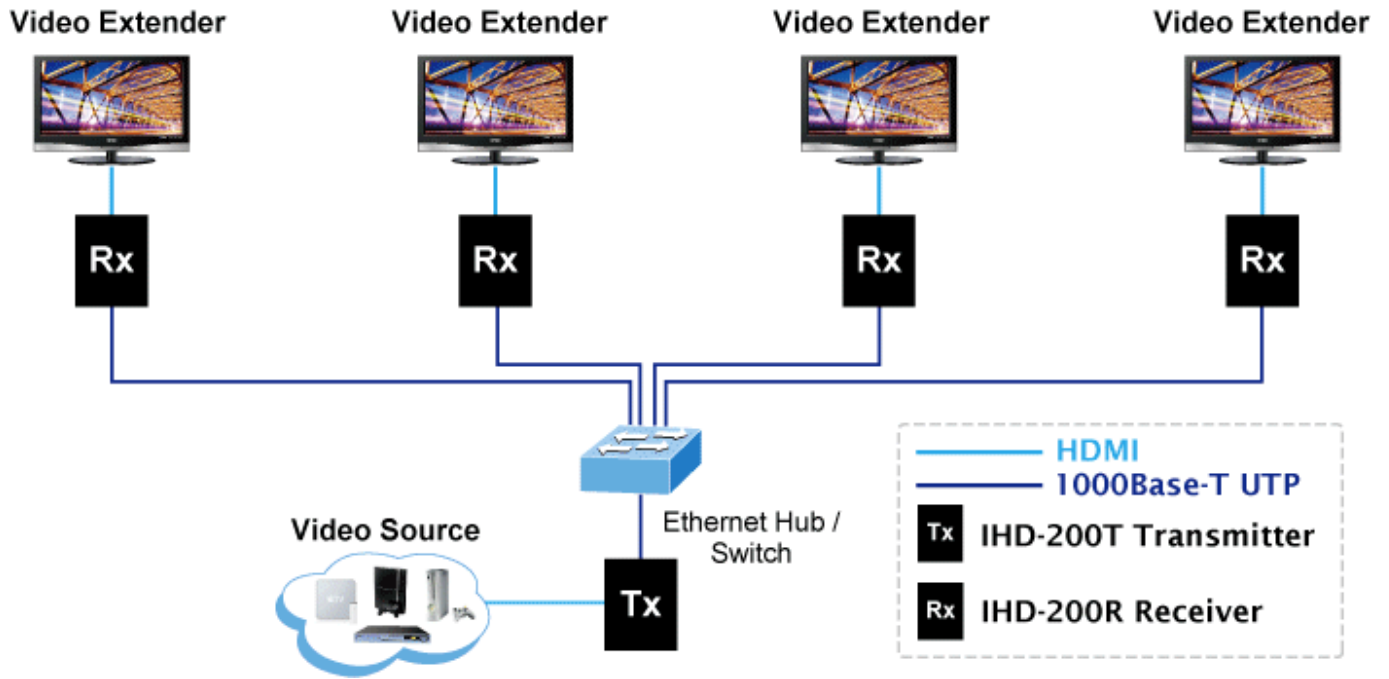 Video Extender
Video Extender
Video Extender
Video Extender
Rx
Rx
Rx
Rx
Ethernet Hub /
Switch
Video Source
Tx
HDMI
1000Base-T UTP
Tx IHD-200T Transmitter
Rx IHD-200R Receiver